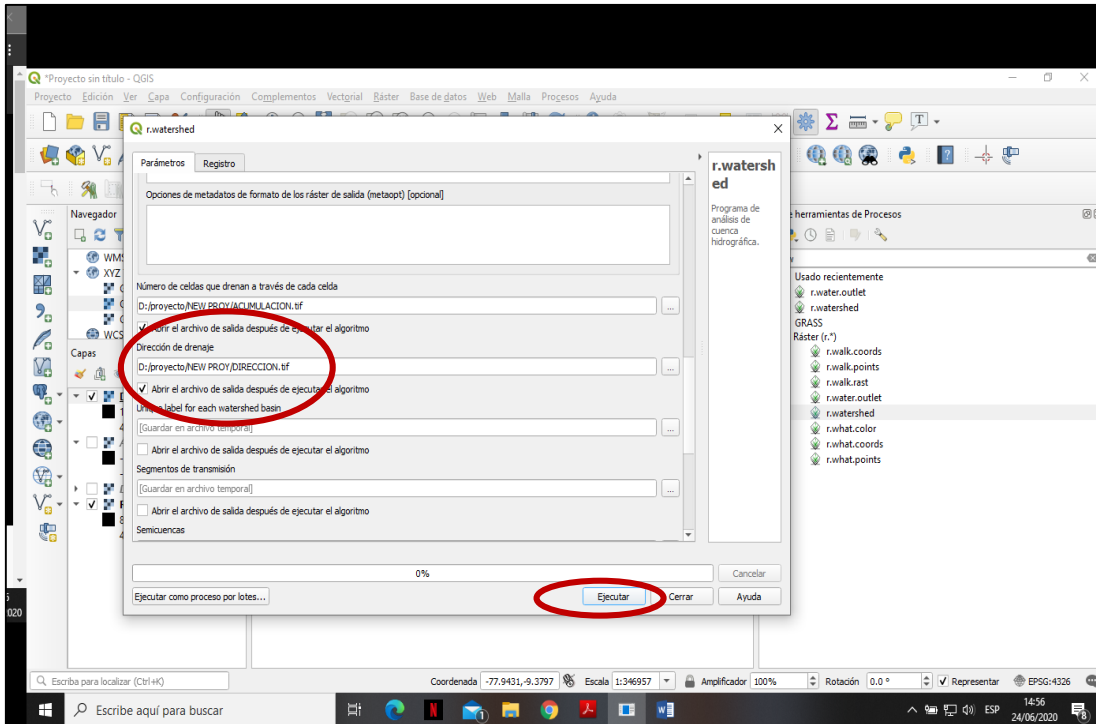 *Proyecto sin título - QGIS
Proyecto Edición Ver Capa Configuración Complementos Vectorial Ráster Base de datos Web Malla Procesos Ayuda
r.watershed
Parámetros Registro
Opciones de metadatos de formato de los ráster de salida (metaopt) [opcional]
Número de celdas que drenan a través de cada celda
D:/proyecto/NEW PROY/ACUMULACION.tif
Abrir el archivo de salida después de ejecutar el algoritmo
Dirección de drenaje
D:/proyecto/NEW PROY/DIRECCION.tif
Abrir el archivo de salida después de ejecutar el algoritmo
Unique label for each watershed basin
[Guardar en archivo temporal]
Abrir el archivo de salida después de ejecutar el algoritmo
Segmentos de transmisión
[Guardar en archivo temporal]
Abrir el archivo de salida después de ejecutar el algoritmo
Semicuencas
0%
Cancelar
Ejecutar como proceso por lotes...
Ejecutar
Cerrar
Ayuda
r.watersh
ed
Programa de
análisis de
cuenca
hidrográfica.
Navegador
WM
XYZ
WCS
Capas
e herramientas de Procesos
Usado recientemente
r.water.outlet
r.watershed
GRASS
Ráster (r.*)
r.walk.coords
r.walk.points
r.walk.rast
r.water.outlet
r.watershed
r.what.color
r.what.coords
r.what.points
Escriba para localizar (Ctrl+K)
Coordenada -77.9431,-9.3797 Escala 1:346957 Amplificador 100% Rotación 0.0 ° Representar EPSG:4326
020
Escribe aquí para buscar
ESP
14:56
24/06/2020